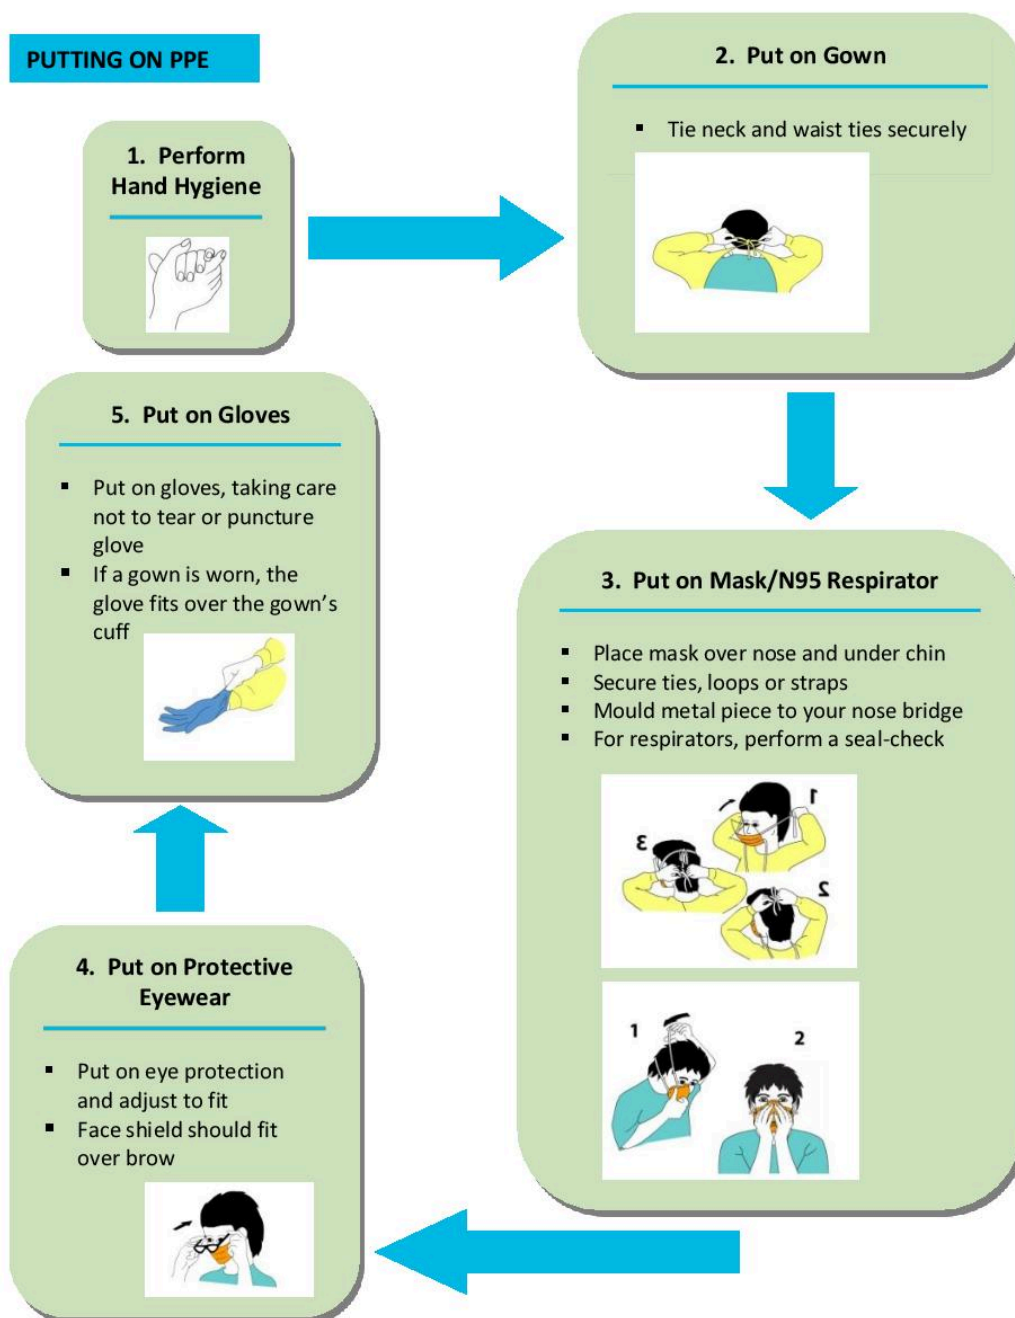 PUTTING ON PPE
1. Perform
Hand Hygiene
2. Put on Gown
▪ Tie neck and waist ties securely
3. Put on Mask/N95 Respirator
▪ Place mask over nose and under chin
▪ Secure ties, loops or straps
▪ Mould metal piece to your nose bridge
▪ For respirators, perform a seal-check
1
2
3
1
2
4. Put on Protective
Eyewear
▪ Put on eye protection
and adjust to fit
▪ Face shield should fit
over brow
5. Put on Gloves
▪ Put on gloves, taking care
not to tear or puncture
glove
▪ If a gown is worn, the
glove fits over the gown’s
cuff